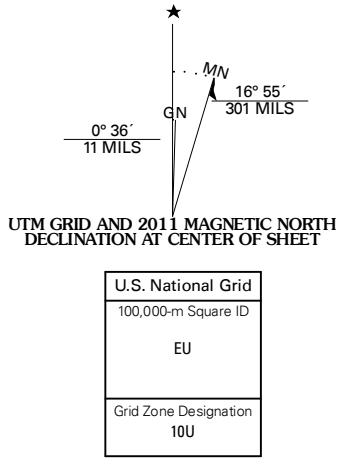 MN
16° 55´
301 MILS
GN
0° 36´
11 MILS
UTM GRID AND 2011 MAGNETIC NORTH
DECLINATION AT CENTER OF SHEET
U.S. National Grid
100,000-m Square ID
EU
Grid Zone Designation
10U